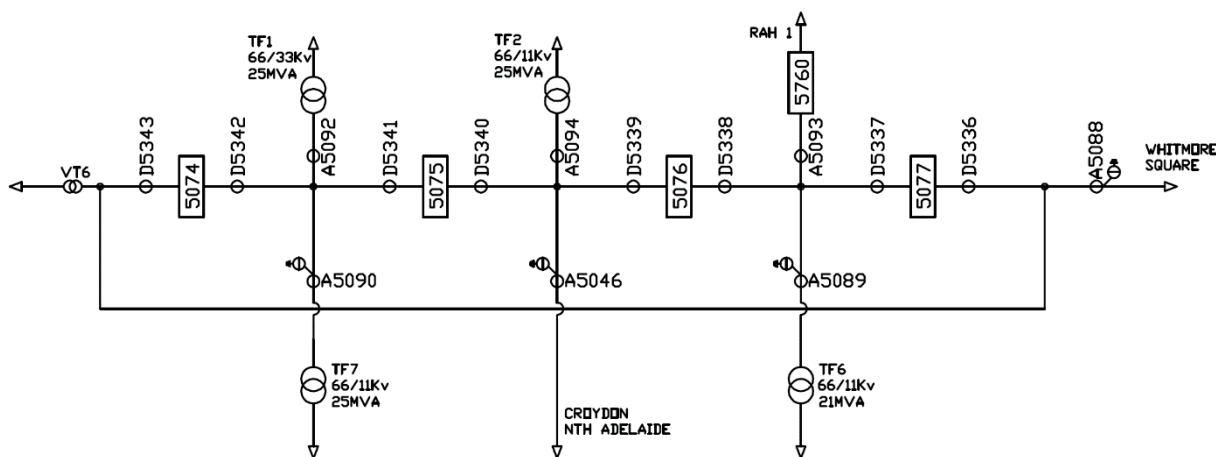 TF1
66/33Kv
25MVA
TF2
66/11Kv
25MVA
RAH 1
5760
D5343
D5342
A5092
D5341
D5340
A5094
D5339
D5338
A5093
D5337
D5336
A5088
WHITMORE
SQUARE
VT6
5074
5075
5076
5077
A5090
A5046
A5089
TF7
66/11Kv
25MVA
CROYDON
NTH ADELAIDE
TF6
66/11Kv
21MVA